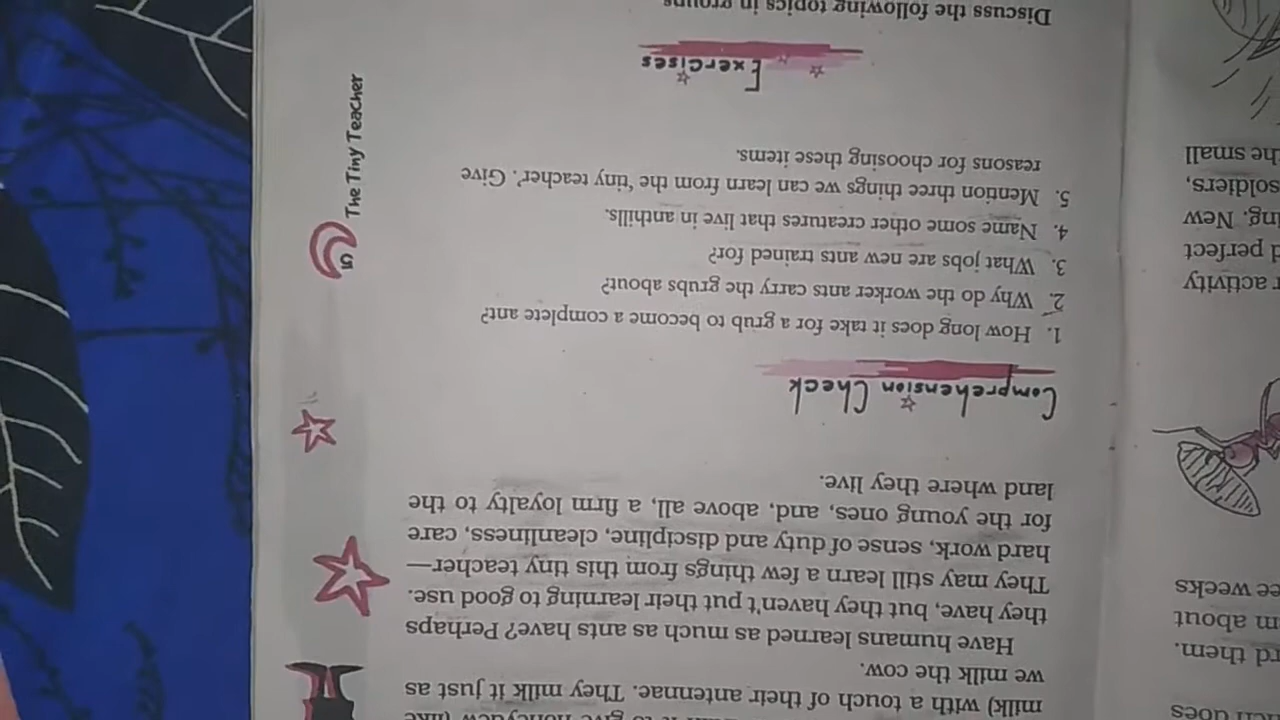 milk) with a touch of their antennae. They milk it just as
we milk the cow.
Have humans learned as much as ants have? Perhaps
they have, but they haven't put their learning to good use.
They may still learn a few things from this tiny teacher—
hard work, sense of duty and discipline, cleanliness, care
for the young ones, and, above all, a firm loyalty to the
land where they live.
Comprehension Check
1. How long does it take for a grub to become a complete ant?
2. Why do the worker ants carry the grubs about?
3. What jobs are new ants trained for?
4. Name some other creatures that live in anthills.
5. Mention three things we can learn from the ‘tiny teacher’. Give
reasons for choosing these items.
Exercises
Discuss the following topics in groups
5
The Tiny Teacher
them.
about
weeks
activity
perfect
New
soldiers,
small